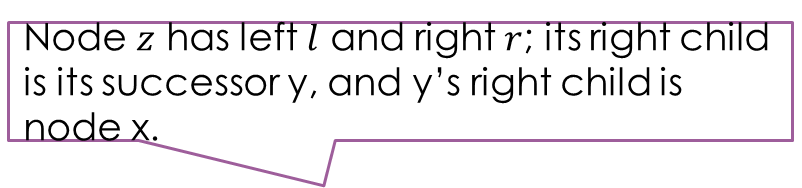 Node z has left l and right r; its right child
is its successor y, and y’s right child is
node x.